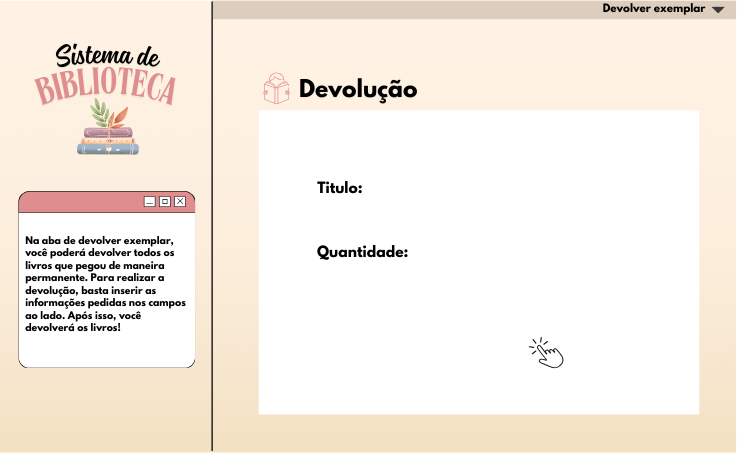 Devolver exemplar
Sistema de
BIBLIOTECA
Devolução
Titulo:
Quantidade:
Na aba de devolver exemplar,
você poderá devolver todos os
livros que pegou de maneira
permanente. Para realizar a
devolução, basta inserir as
informações pedidas nos campos
ao lado. Após isso, você
devolverá os livros!